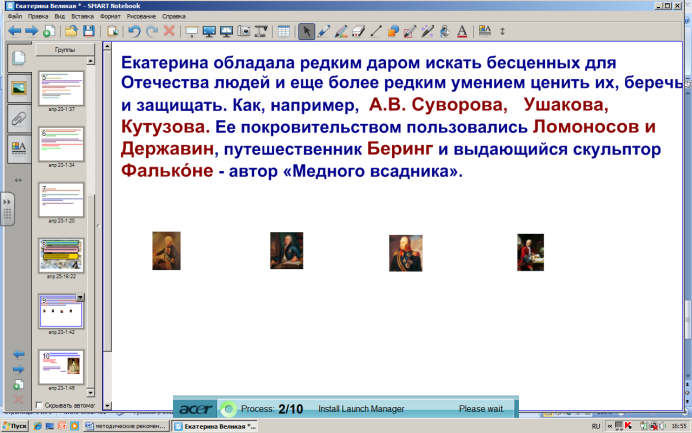 Екатерина Великая * - SMART Notebook
Файл Правка Вид Вставка Формат Рисование Справка
Группы
5
апр 23-1:37
6
апр 23-1:34
7
апр 23-1:20
апр 25-16:22
9
апр 23-1:42
10
апр 23-1:49
Скрывать автомат
Екатерина обладала редким даром искать бесценных для
Отечества людей и еще более редким умением ценить их, беречь
и защищать. Как, например, А.В. Суворова, Ушакова,
Кутузова. Ее покровительством пользовались Ломоносов и
Державин, путешественник Беринг и выдающийся скульптор
Фалько́не - автор «Медного всадника».
acer Process: 2/10 Install Launch Manager Please wait.
Пуск методические рекомен... Екатерина Великая *... RU 16:55